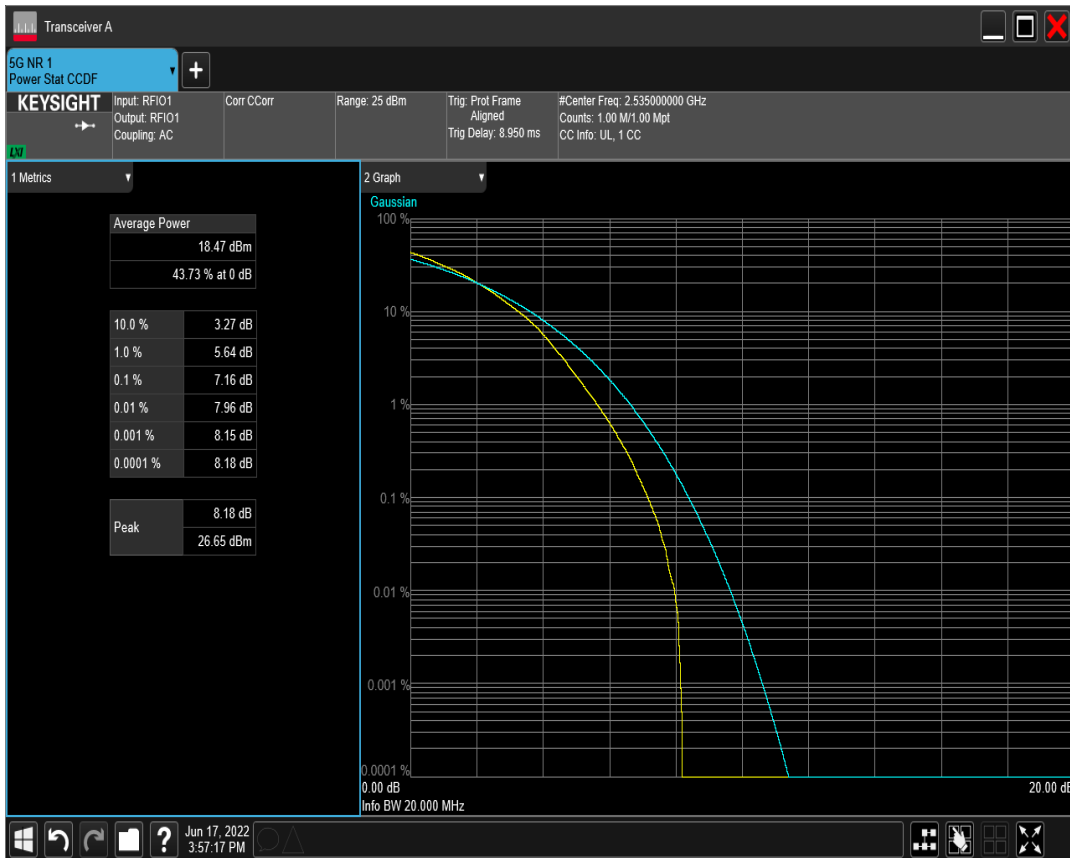 Transceiver A
5G NR 1
Power Stat CCDF
+
KEYSIGHT
LXI
Input: RFIO1
Output: RFIO1
Coupling: AC
Corr CCorr
Range: 25 dBm
Trig: Prot Frame
Aligned
Trig Delay: 8.950 ms
#Center Freq: 2.535000000 GHz
Counts: 1.00 M/1.00 Mpt
CC Info: UL, 1 CC
1 Metrics
Average Power
18.47 dBm
43.73 % at 0 dB
10.0 % 3.27 dB
1.0 % 5.64 dB
0.1 % 7.16 dB
0.01 % 7.96 dB
0.001 % 8.15 dB
0.0001 % 8.18 dB
Peak 8.18 dB
26.65 dBm
2 Graph
Gaussian
100 %
10 %
1 %
0.1 %
0.01 %
0.001 %
0.0001 %
0.00 dB 20.00 dB
Info BW 20.000 MHz
?
Jun 17, 2022
3:57:17 PM